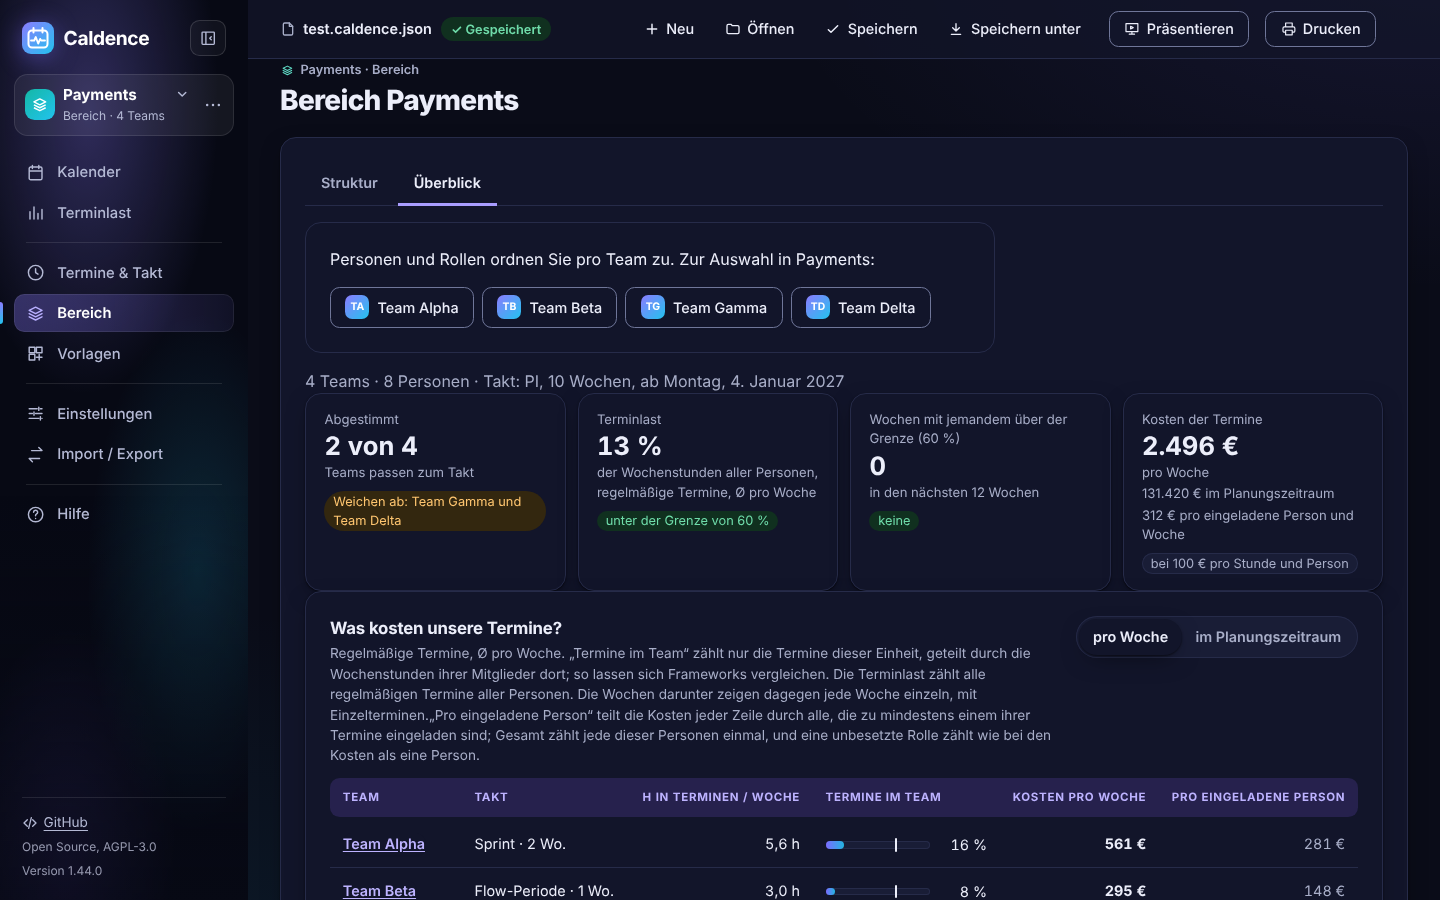 Caldence
Payments
Bereich · 4 Teams
Kalender
Terminlast
Termine & Takt
Bereich
Vorlagen
Einstellungen
Import / Export
Hilfe
GitHub
Open Source, AGPL-3.0
Version 1.44.0
test.caldence.json
Gespeichert
Neu
Öffnen
Speichern
Speichern unter
Präsentieren
Drucken
Payments · Bereich
Bereich Payments
Struktur
Überblick
Personen und Rollen ordnen Sie pro Team zu. Zur Auswahl in Payments:
TA Team Alpha
TB Team Beta
TG Team Gamma
TD Team Delta
4 Teams · 8 Personen · Takt: PI, 10 Wochen, ab Montag, 4. Januar 2027
Abgestimmt
2 von 4
Teams passen zum Takt
Weichen ab: Team Gamma und
Team Delta
Terminlast
13 %
der Wochenstunden aller Personen,
regelmäßige Termine, Ø pro Woche
unter der Grenze von 60 %
Wochen mit jemandem über der
Grenze (60 %)
0
in den nächsten 12 Wochen
keine
Kosten der Termine
2.496 €
pro Woche
131.420 € im Planungszeitraum
312 € pro eingeladene Person und
Woche
bei 100 € pro Stunde und Person
Was kosten unsere Termine?
Regelmäßige Termine, Ø pro Woche. „Termine im Team“ zählt nur die Termine dieser Einheit, geteilt durch die
Wochenstunden ihrer Mitglieder dort; so lassen sich Frameworks vergleichen. Die Terminlast zählt alle
regelmäßigen Termine aller Personen. Die Wochen darunter zeigen dagegen jede Woche einzeln, mit
Einzelterminen.„Pro eingeladene Person“ teilt die Kosten jeder Zeile durch alle, die zu mindestens einem ihrer
Termine eingeladen sind; Gesamt zählt jede dieser Personen einmal, und eine unbesetzte Rolle zählt wie bei den
Kosten als eine Person.
pro Woche
im Planungszeitraum
TEAM TAKT H IN TERMINEN / WOCHE TERMINE IM TEAM KOSTEN PRO WOCHE PRO EINGELADENE PERSON
Team Alpha Sprint · 2 Wo. 5,6 h 16 % 561 € 281 €
Team Beta Flow-Periode · 1 Wo. 3,0 h 8 % 295 € 148 €